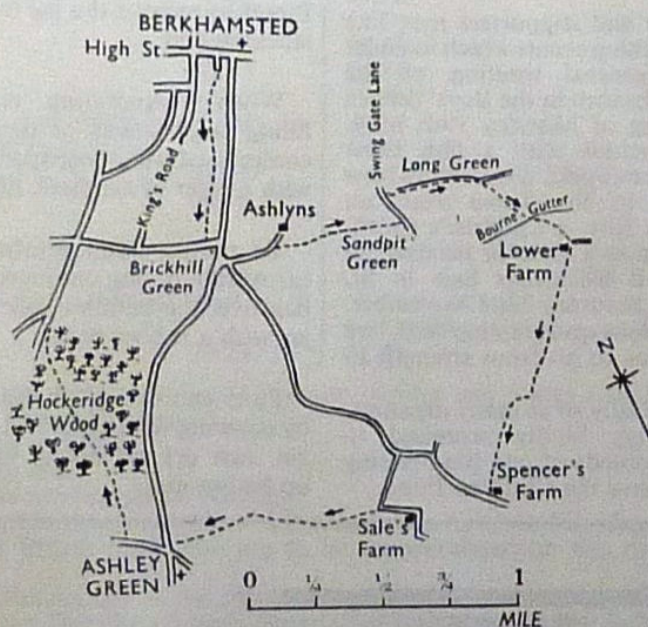 BERKHAMSTED
High St
King's Road
Swing Gate Lane
Long Green
Ashlyns
Bourne Gutter
Sandpit
Green
Lower
Farm
Brickhill
Green
N
Hockeridge
Wood
Spencer's
Farm
Sale's
Farm
ASHLEY
GREEN
0 1/4 1/2 3/4 1
MILE